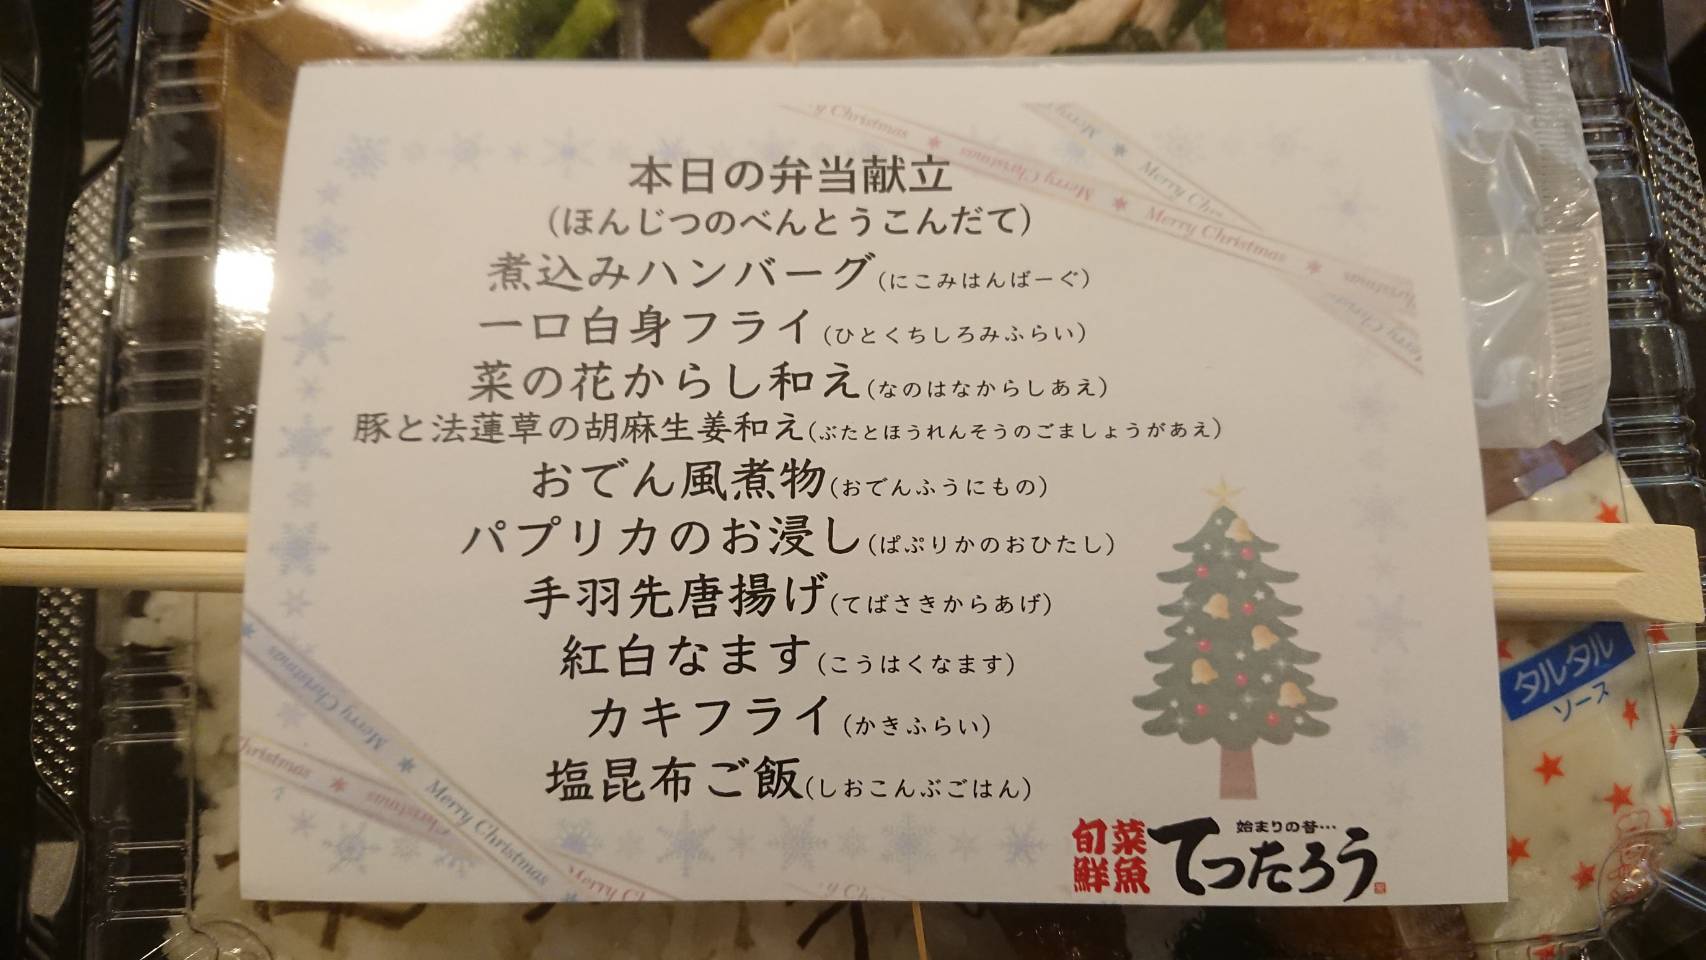 Merry Christmas
Merry Christmas
Merry Christmas
本日の弁当献立
(ほんじつのべんとうこんだて)
煮込みハンバーグ(にこみはんばーぐ)
一口白身フライ(ひとくちしろみふらい)
菜の花からし和え(なのはなからしあえ)
豚と法蓮草の胡麻生姜和え(ぶたとほうれんそうのごましょうがあえ)
おでん風煮物(おでんふうにもの)
パプリカのお浸し(ぱぷりかのおひたし)
手羽先唐揚げ(てばさきからあげ)
紅白なます(こうはくなます)
カキフライ(かきふらい)
塩昆布ご飯(しおこんぶごはん)
Merry Christmas
Merry Christmas
Christmas
旬菜
鮮魚
始まりの昔…
てつたろう
タルタル
ソース